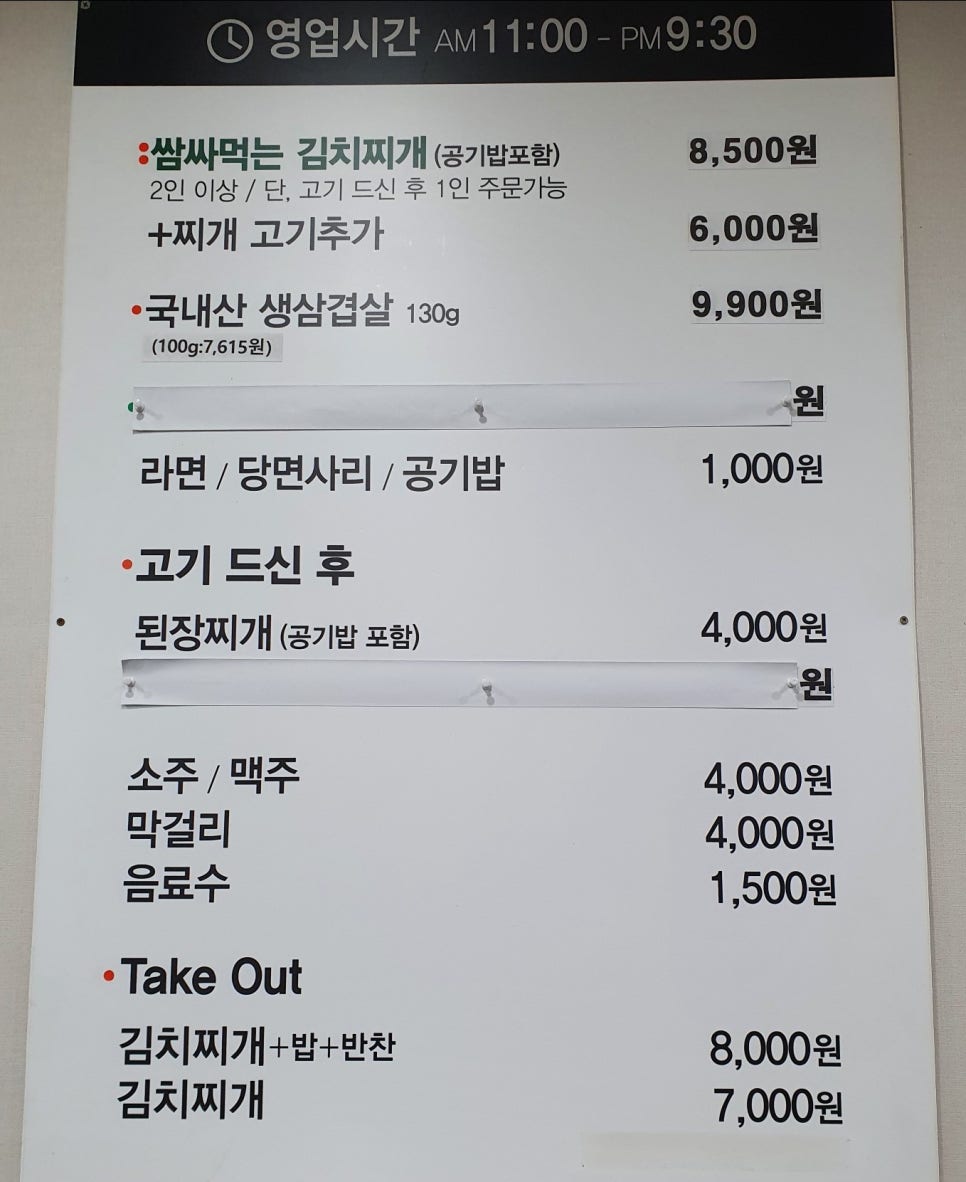 영업시간 AM11:00 - PM9:30
쌈싸먹는 김치찌개 (공기밥포함) 8,500원
2인 이상 / 단, 고기 드신 후 1인 주문가능
+찌개 고기추가 6,000원
국내산 생삼겹살 130g 9,900원
(100g:7,615원)
원
라면 / 당면사리 / 공기밥 1,000원
고기 드신 후
된장찌개 (공기밥 포함) 4,000원
원
소주 / 맥주 4,000원
막걸리 4,000원
음료수 1,500원
Take Out
김치찌개+밥+반찬 8,000원
김치찌개 7,000원